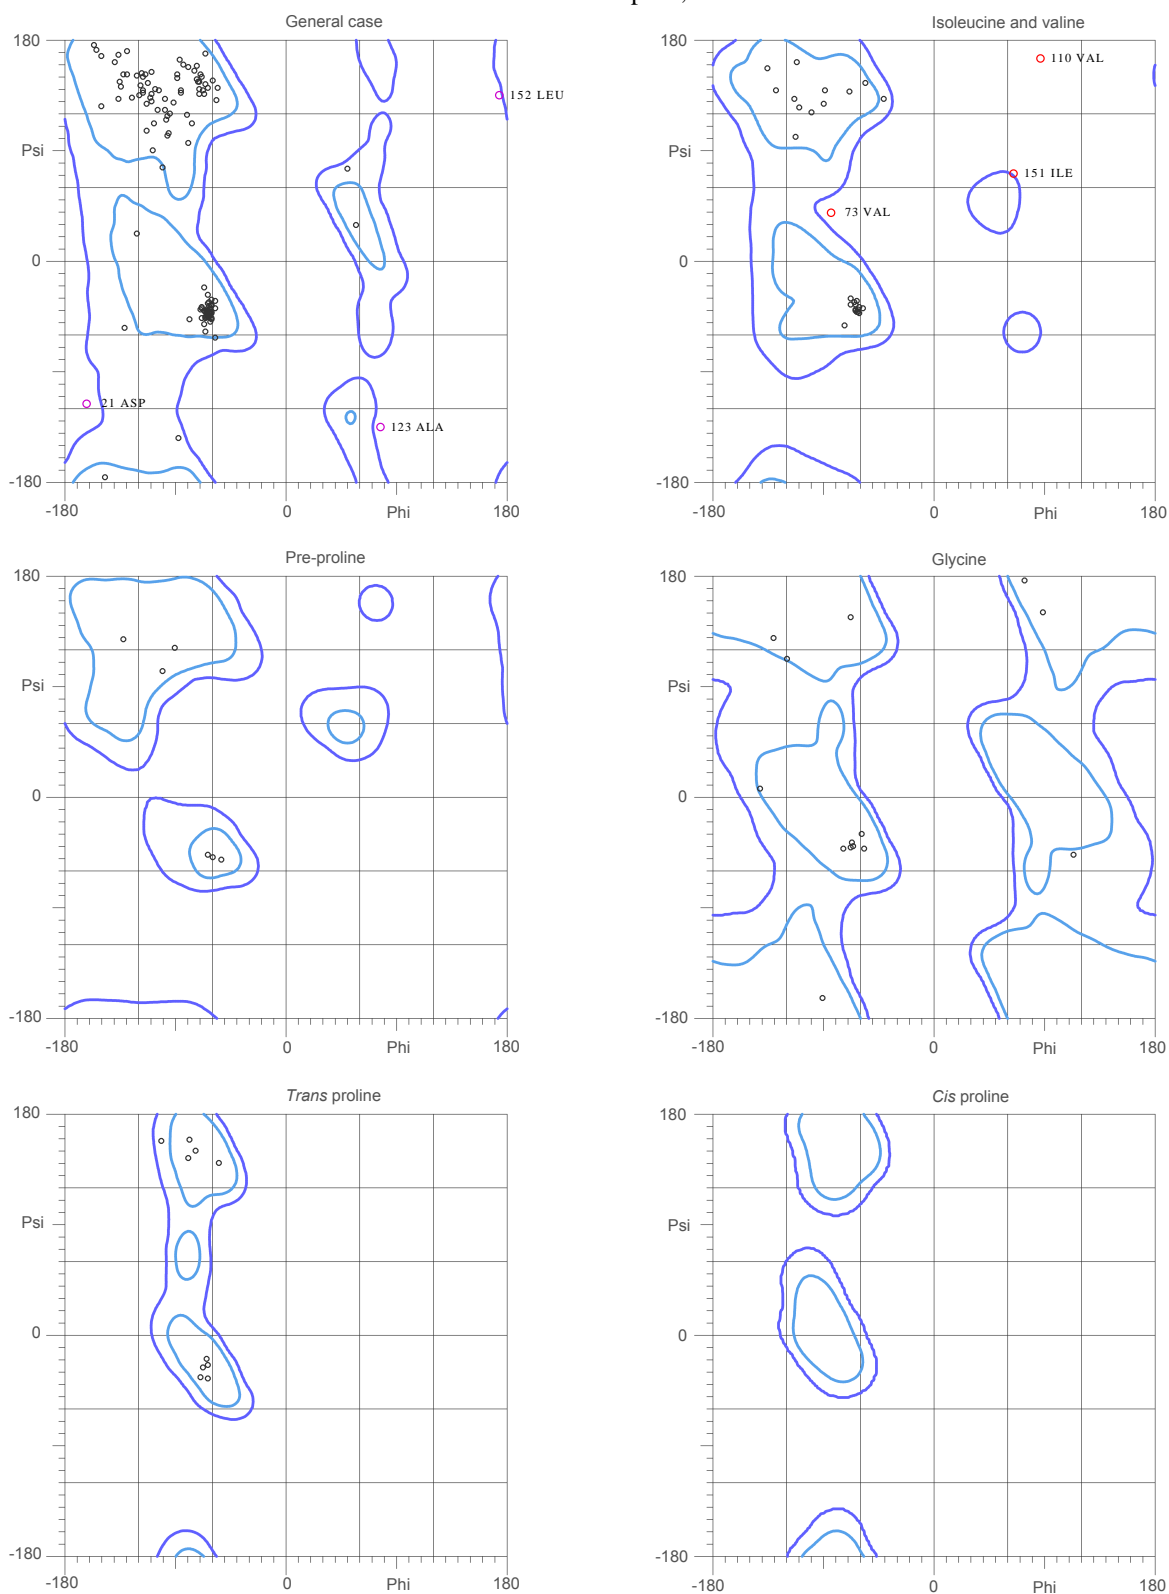 General case
180
Psi
0
-180
-180
0
Phi
180
152 LEU
21 ASP
123 ALA
Isoleucine and valine
180
Psi
0
-180
-180
0
Phi
180
110 VAL
151 ILE
73 VAL
Pre-proline
180
Psi
0
-180
-180
0
Phi
180
Glycine
180
Psi
0
-180
-180
0
Phi
180
Trans proline
180
Psi
0
-180
-180
0
Phi
180
Cis proline
180
Psi
0
-180
-180
0
Phi
180